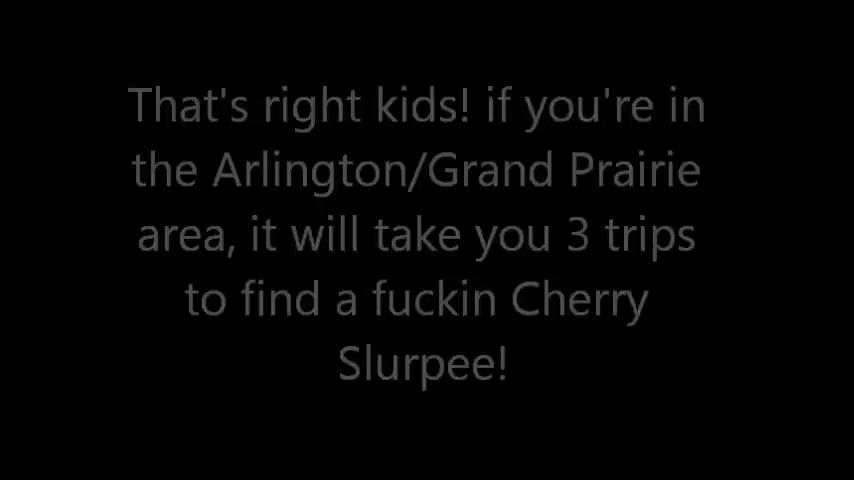 That's right kids! if you're in
the Arlington/Grand Prairie
area, it will take you 3 trips
to find a fuckin Cherry
Slurpee!